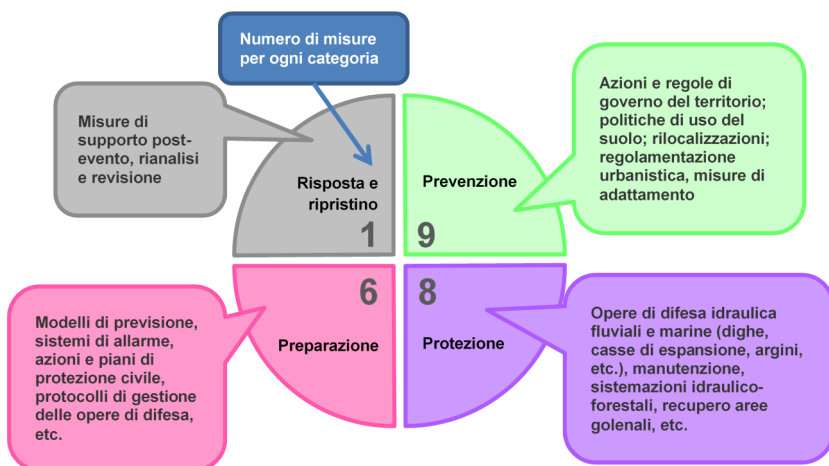 Numero di misure
per ogni categoria
Misure di
supporto post-
evento, rianalisi
e revisione
Risposta e
ripristino
1
Prevenzione
9
Azioni e regole di
governo del territorio;
politiche di uso del
suolo; rilocalizzazioni;
regolamentazione
urbanistica, misure di
adattamento
Modelli di previsione,
sistemi di allarme,
azioni e piani di
protezione civile,
protocolli di gestione
delle opere di difesa,
etc.
6
Preparazione
8
Protezione
Opere di difesa idraulica
fluviali e marine (dighe,
casse di espansione, argini,
etc.), manutenzione,
sistemazioni idraulico-
forestali, recupero aree
golenali, etc.